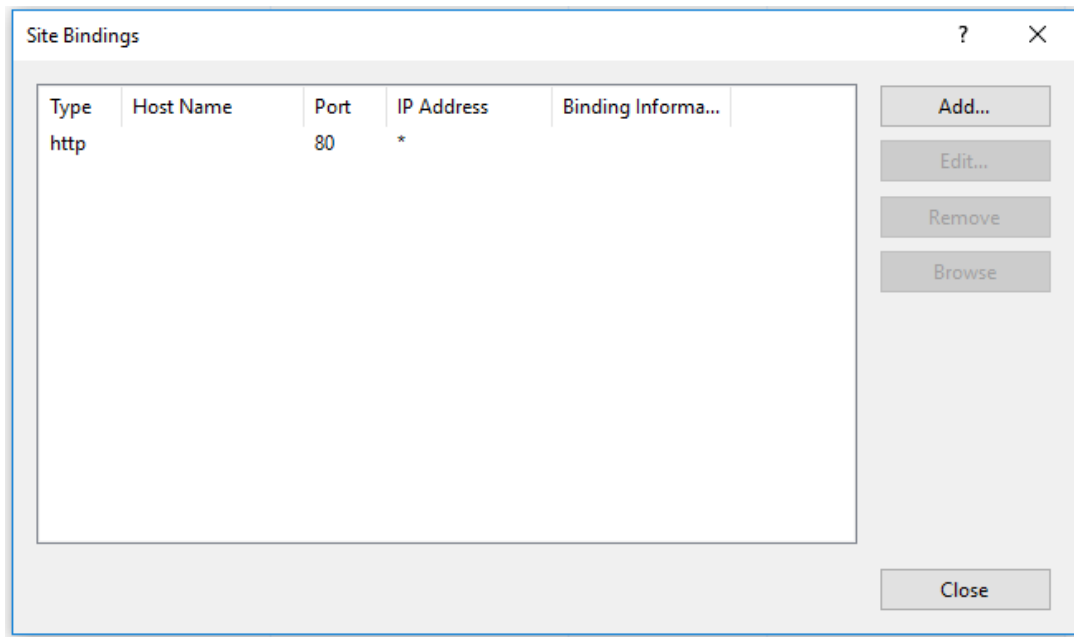 Site Bindings ?
Type Host Name Port IP Address Binding Informa...
http 80 *
Add...
Edit...
Remove
Browse
Close